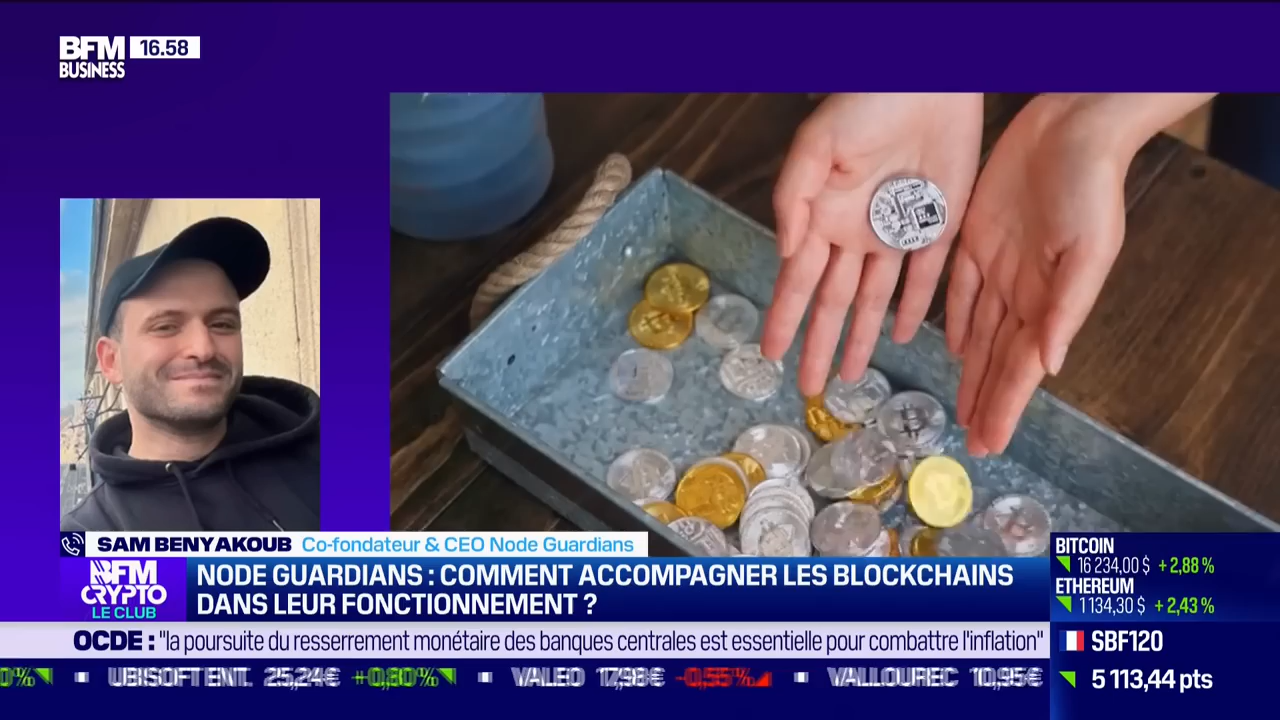 BFM 16.58
BUSINESS
SAM BENYAKOUB Co-fondateur & CEO Node Guardians
BFM
CRYPTO
LE CLUB
NODE GUARDIANS : COMMENT ACCOMPAGNER LES BLOCKCHAINS
DANS LEUR FONCTIONNEMENT ?
BITCOIN
16 234,00 $ + 2,88 %
ETHEREUM
1 134,30 $ + 2,43 %
OCDE : "la poursuite du resserrement monétaire des banques centrales est essentielle pour combattre l'inflation"
SBF120
5 113,44 pts
0% UBISOFT ENT. 25,24€ +0,80% VALEO 17,98€ -0,55% VALLOUREC 10,95€